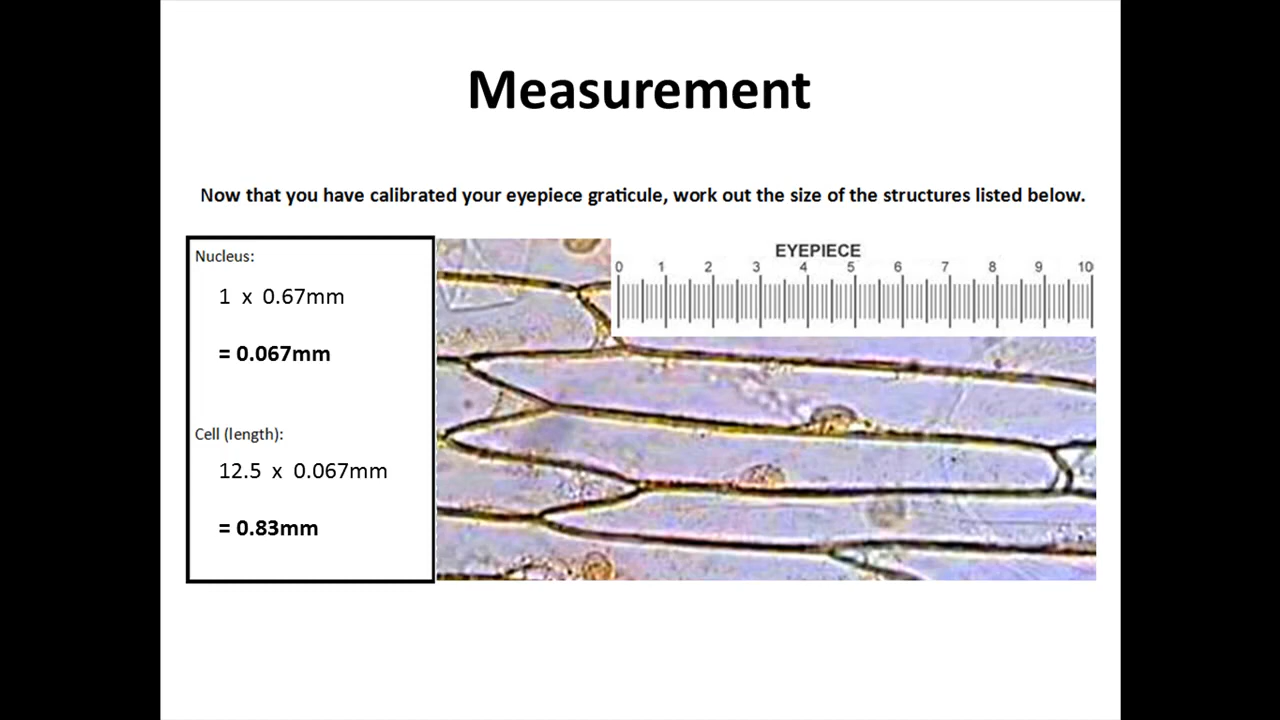 Measurement
Now that you have calibrated your eyepiece graticule, work out the size of the structures listed below.
Nucleus:
1 x 0.67mm
= 0.067mm
Cell (length):
12.5 x 0.067mm
= 0.83mm
EYEPIECE
0 1 2 3 4 5 6 7 8 9 10